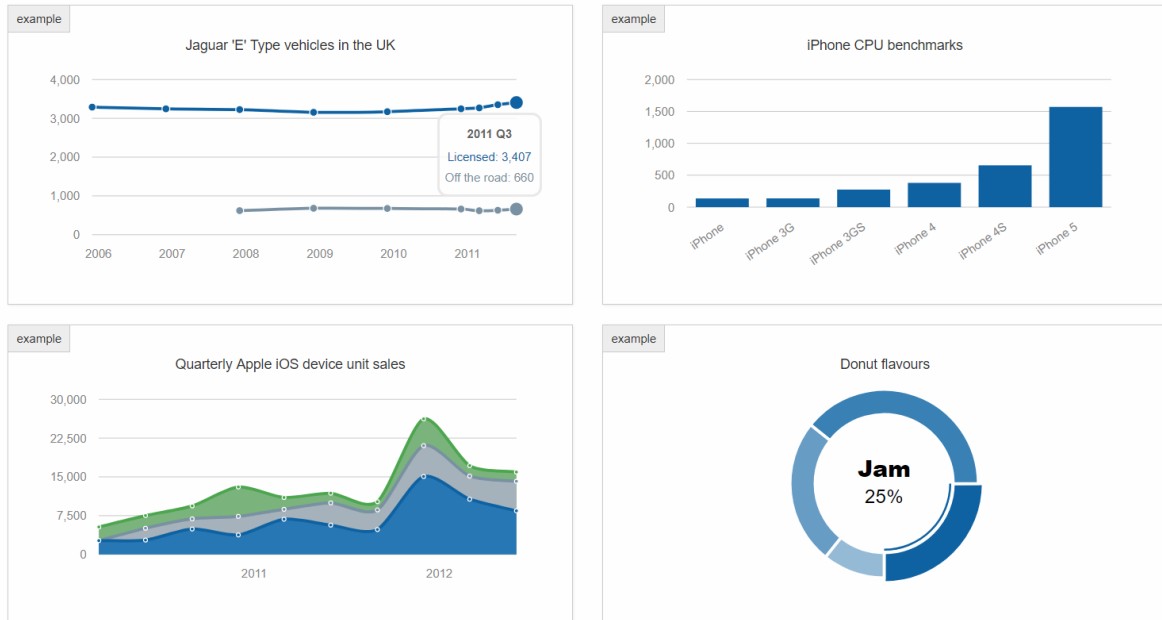 example
Jaguar 'E' Type vehicles in the UK
4,000
3,000
2,000
1,000
0
2011 Q3
Licensed: 3,407
Off the road: 660
2006 2007 2008 2009 2010 2011
example
iPhone CPU benchmarks
2,000
1,500
1,000
500
0
iPhone
iPhone 3G
iPhone 3GS
iPhone 4
iPhone 4S
iPhone 5
example
Quarterly Apple iOS device unit sales
30,000
22,500
15,000
7,500
0
2011 2012
example
Donut flavours
Jam
25%